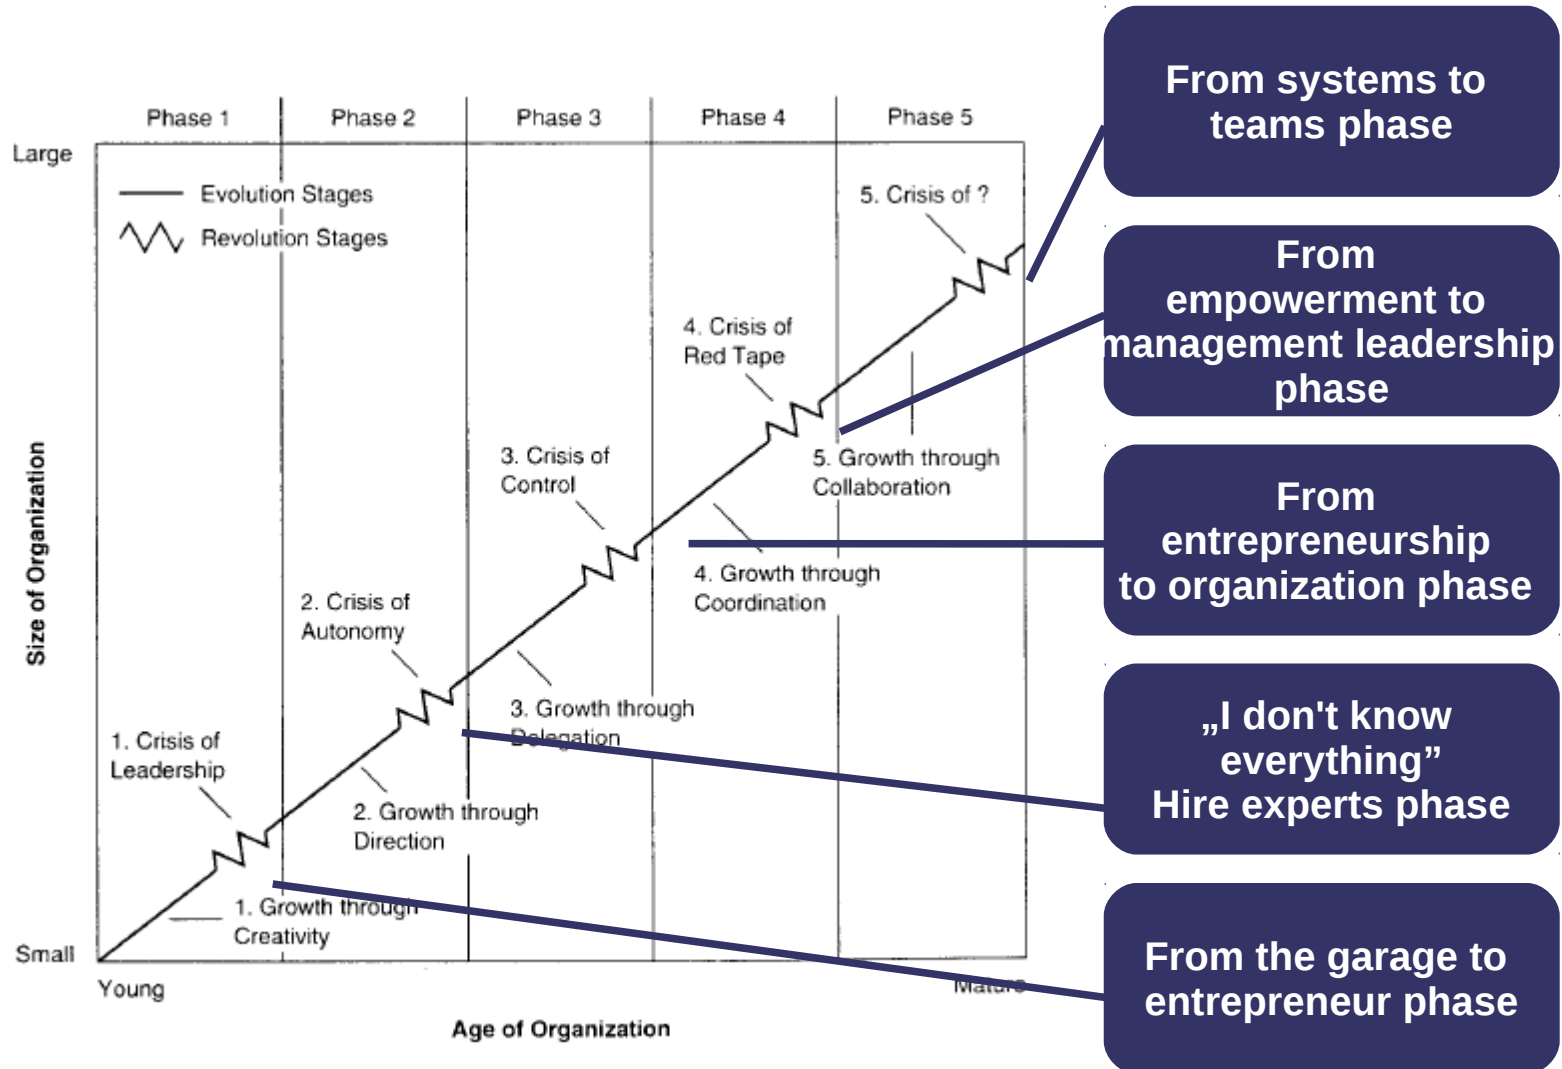 Phase 1
Phase 2
Phase 3
Phase 4
Phase 5
Large
Evolution Stages
Revolution Stages
5. Crisis of ?
4. Crisis of
Red Tape
5. Growth through
Collaboration
3. Crisis of
Control
4. Growth through
Coordination
2. Crisis of
Autonomy
3. Growth through
Delegation
1. Crisis of
Leadership
2. Growth through
Direction
1. Growth through
Creativity
Small
Young
Mature
Size of Organization
Age of Organization
From systems to
teams phase
From
empowerment to
management leadership
phase
From
entrepreneurship
to organization phase
„I don't know
everything”
Hire experts phase
From the garage to
entrepreneur phase